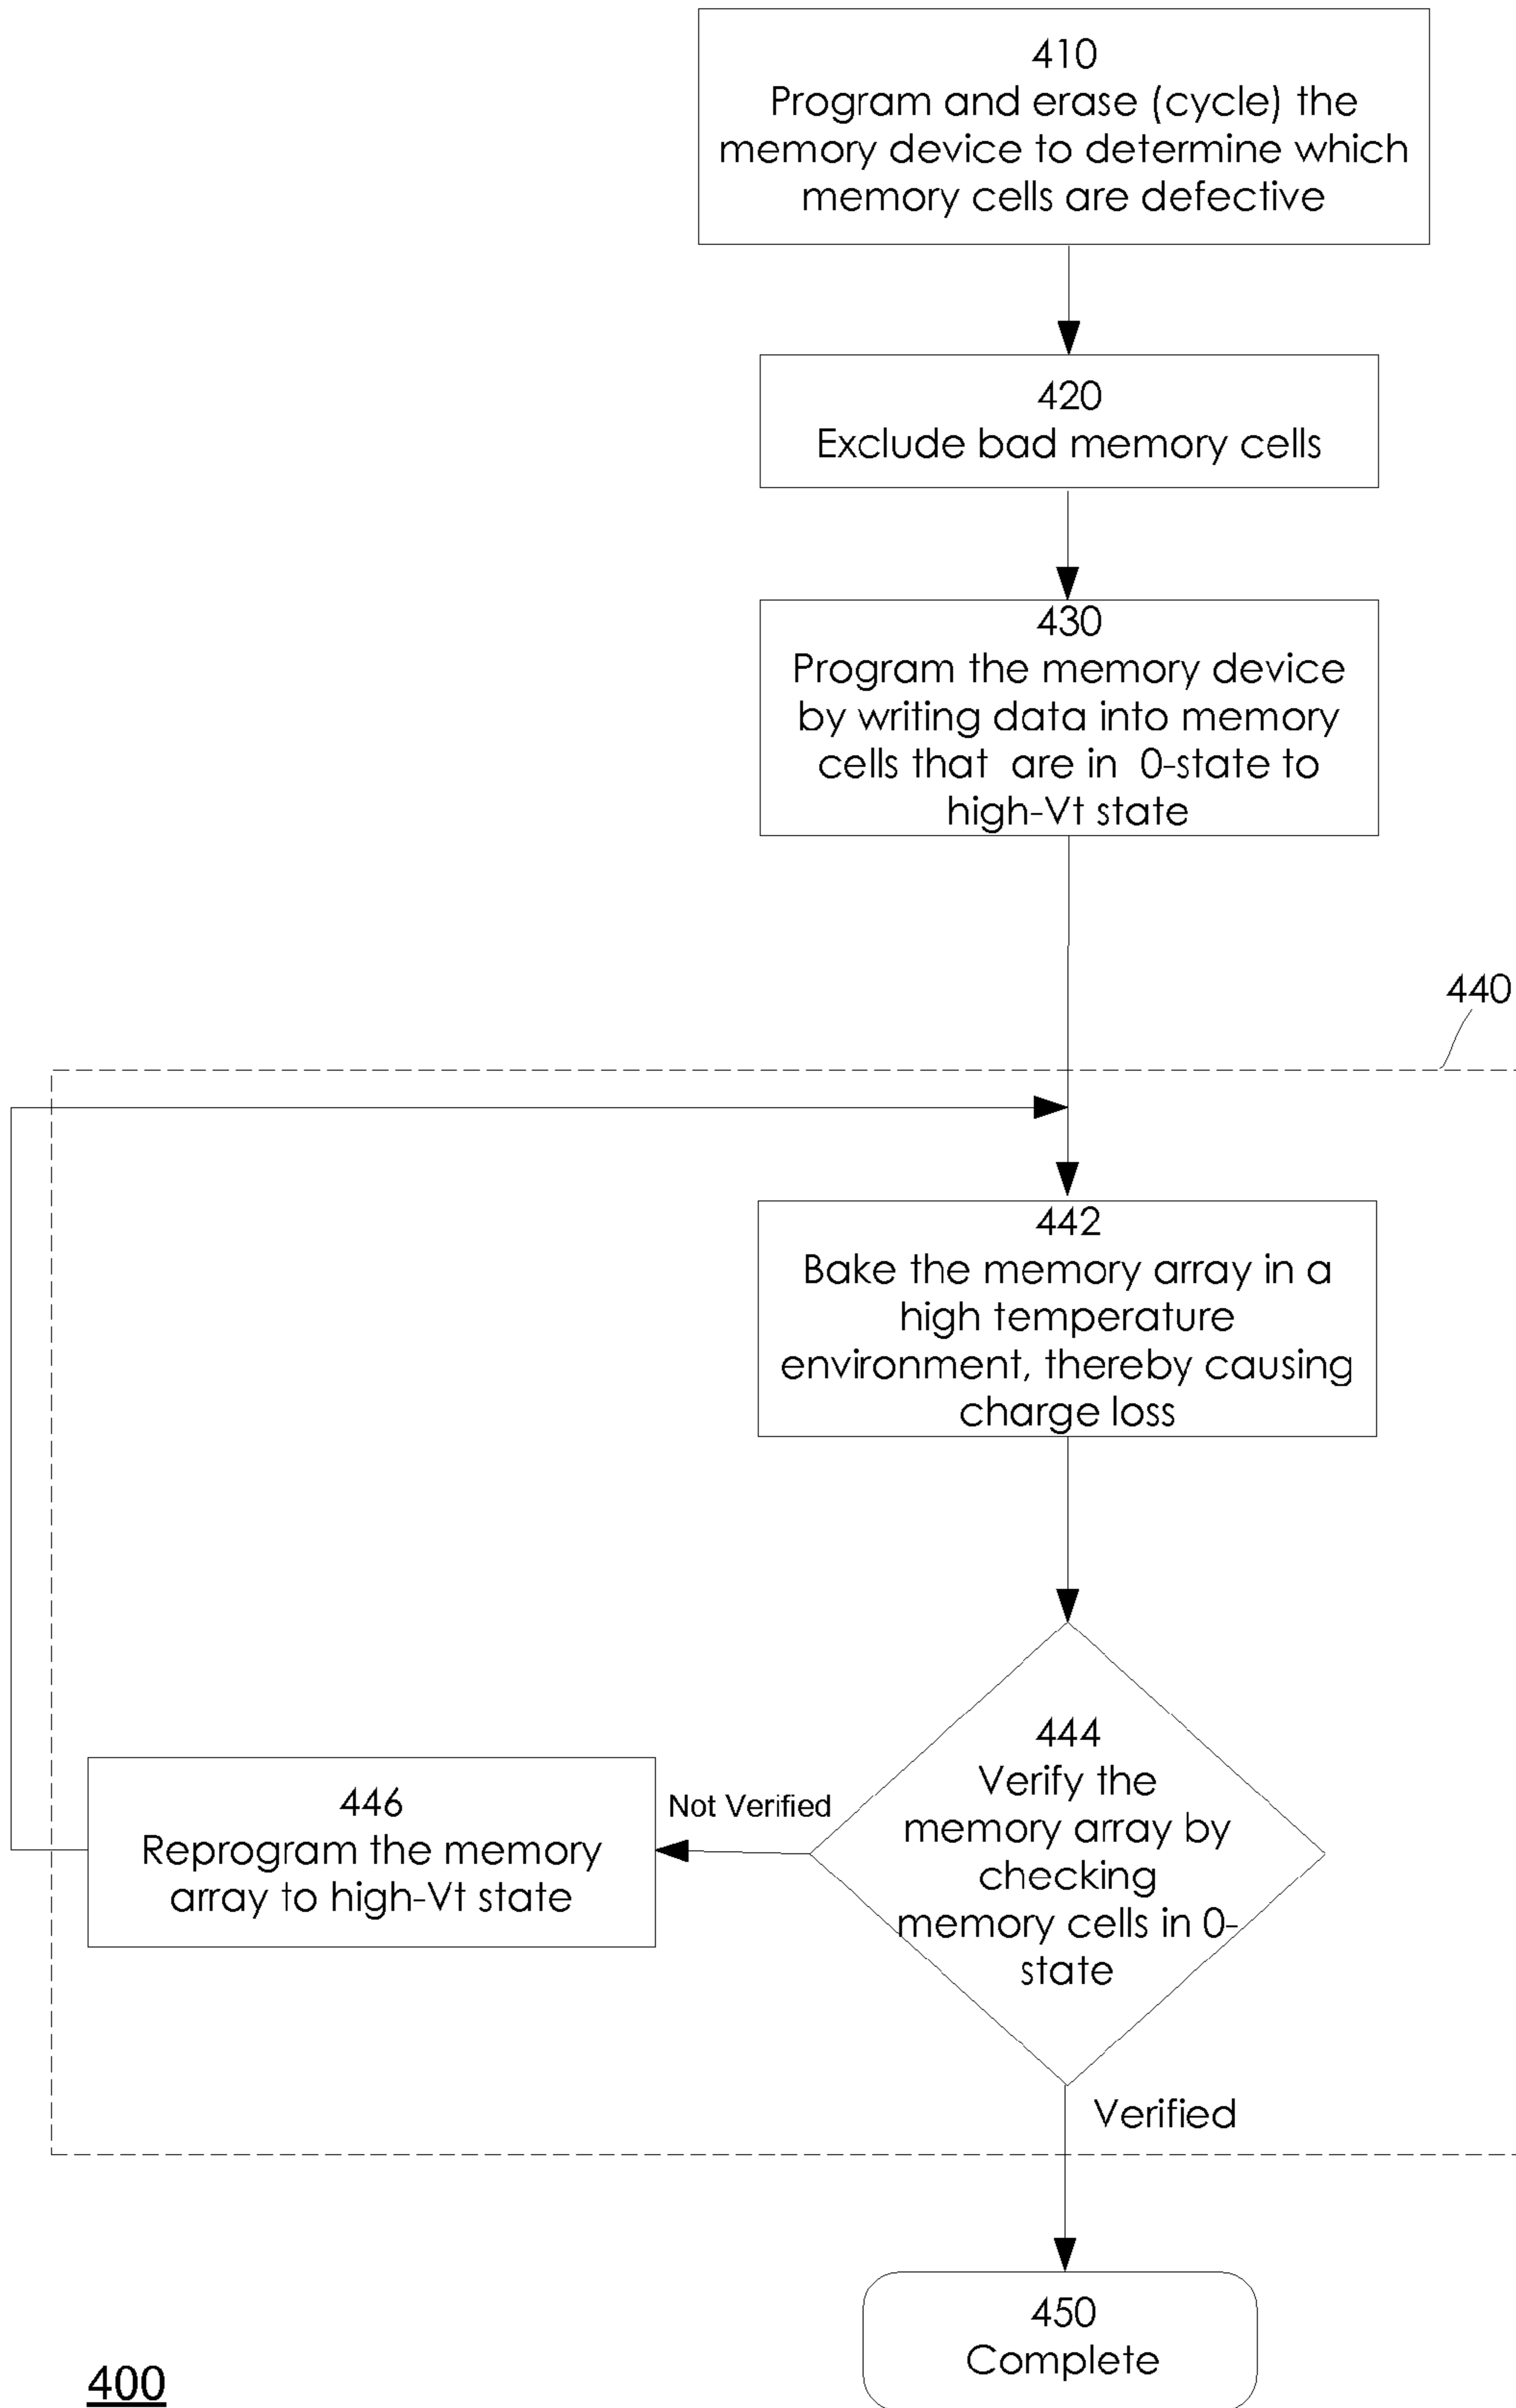 410
Program and erase (cycle) the
memory device to determine which
memory cells are defective
420
Exclude bad memory cells
430
Program the memory device
by writing data into memory
cells that are in 0-state to
high-Vt state
440
442
Bake the memory array in a
high temperature
environment, thereby causing
charge loss
444
Verify the
memory array by
checking
memory cells in 0-
state
Not Verified
446
Reprogram the memory
array to high-Vt state
Verified
450
Complete
400